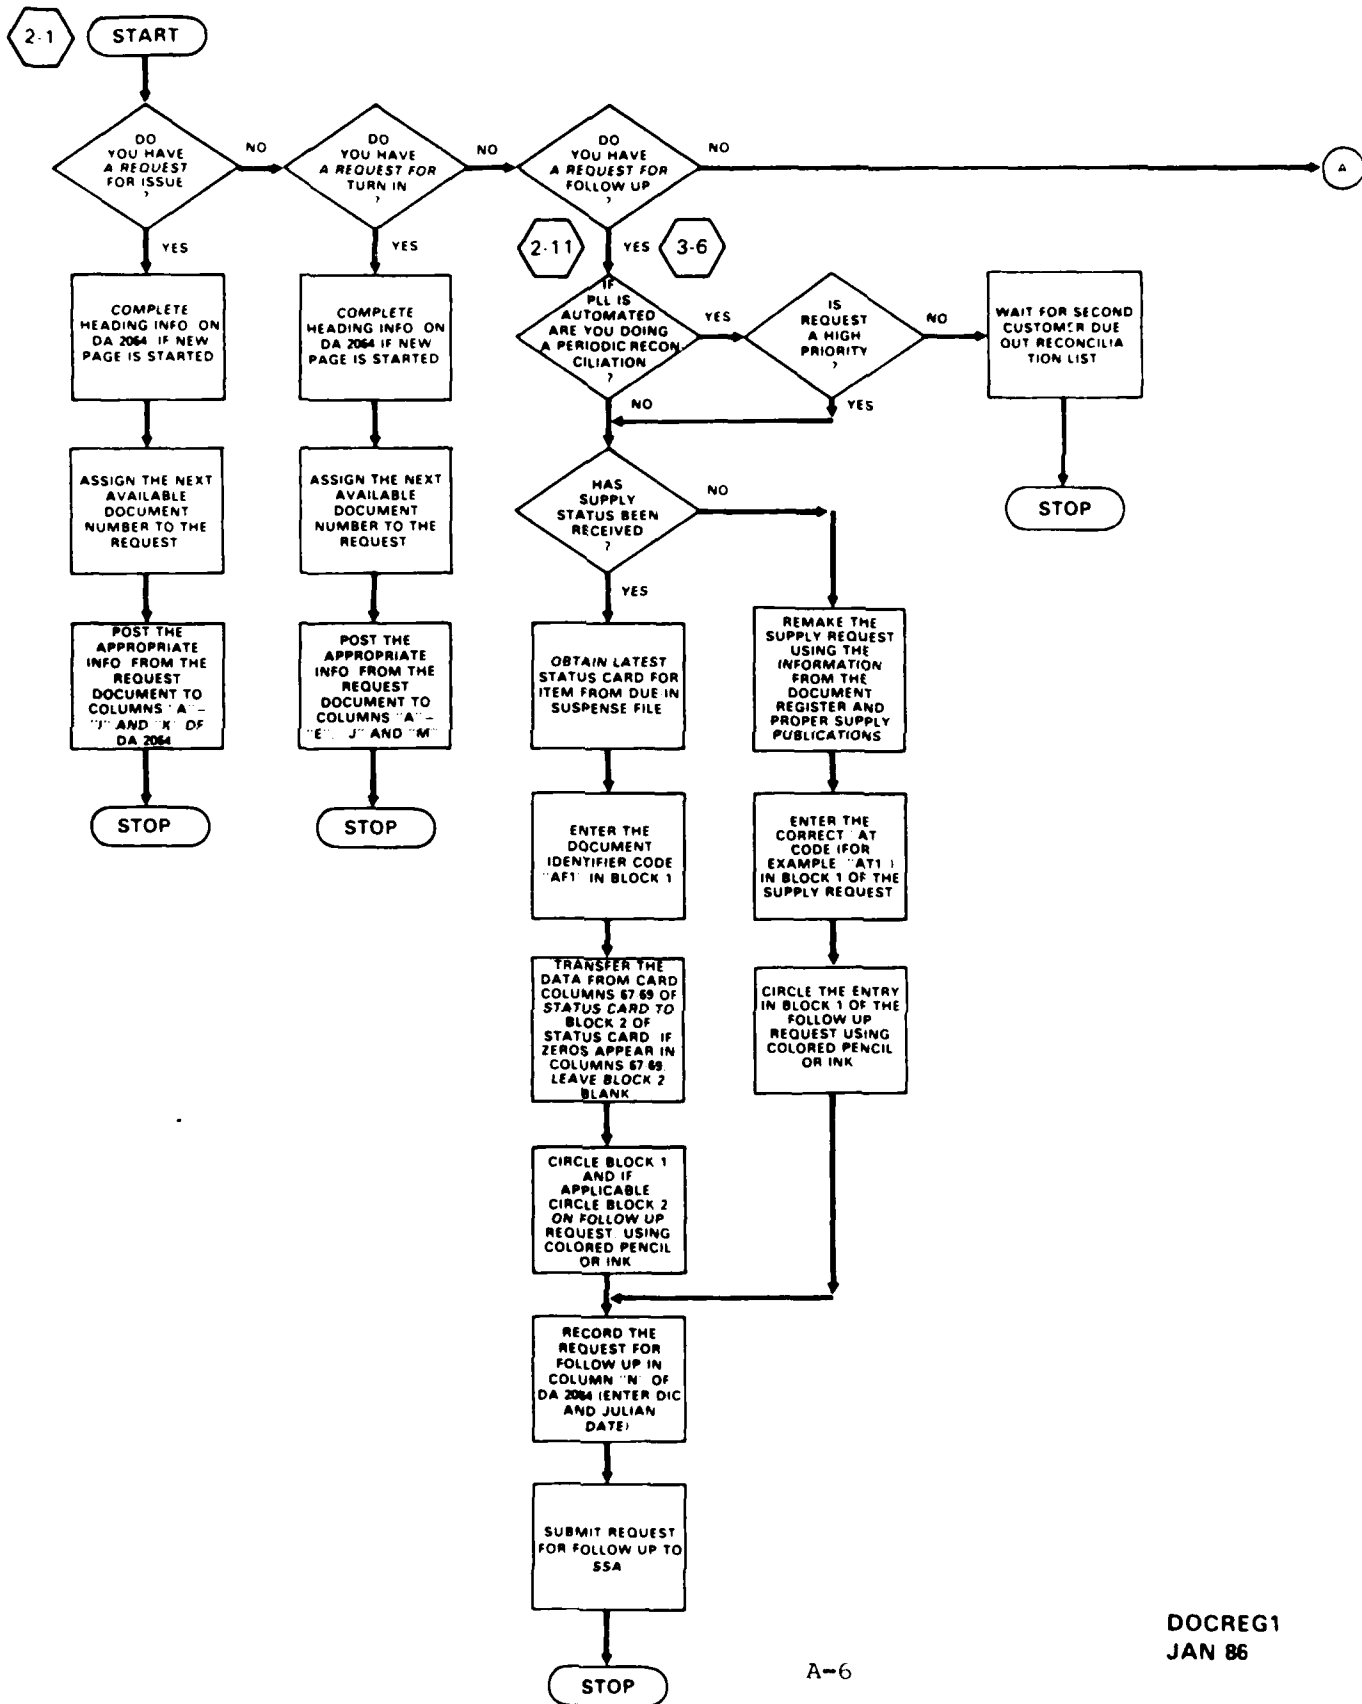 2-1
START
DO
YOU HAVE
A REQUEST
FOR ISSUE
?
NO
DO
YOU HAVE
A REQUEST FOR
TURN IN
?
NO
DO
YOU HAVE
A REQUEST FOR
FOLLOW UP
?
NO
A
YES
YES
2-11
YES
3-6
COMPLETE
HEADING INFO ON
DA 2064 IF NEW
PAGE IS STARTED
COMPLETE
HEADING INFO ON
DA 2064 IF NEW
PAGE IS STARTED
IF
PLL IS
AUTOMATED
ARE YOU DOING
A PERIODIC RECON-
CILIATION
?
YES
IS
REQUEST
A HIGH
PRIORITY
?
NO
WAIT FOR SECOND
CUSTOMER DUE
OUT RECONCILIA
TION LIST
NO
YES
STOP
ASSIGN THE NEXT
AVAILABLE
DOCUMENT
NUMBER TO THE
REQUEST
ASSIGN THE NEXT
AVAILABLE
DOCUMENT
NUMBER TO THE
REQUEST
HAS
SUPPLY
STATUS BEEN
RECEIVED
?
NO
YES
POST THE
APPROPRIATE
INFO FROM THE
REQUEST
DOCUMENT TO
COLUMNS "A"-
"J" AND "K" OF
DA 2064
POST THE
APPROPRIATE
INFO FROM THE
REQUEST
DOCUMENT TO
COLUMNS "A"-
"E" J" AND "M"
OBTAIN LATEST
STATUS CARD FOR
ITEM FROM DUE IN
SUSPENSE FILE
REMAKE THE
SUPPLY REQUEST
USING THE
INFORMATION
FROM THE
DOCUMENT
REGISTER AND
PROPER SUPPLY
PUBLICATIONS
STOP
STOP
ENTER THE
DOCUMENT
IDENTIFIER CODE
"AF1" IN BLOCK 1
ENTER THE
CORRECT "AT
CODE (FOR
EXAMPLE "AT1 )
IN BLOCK 1 OF THE
SUPPLY REQUEST
TRANSFER THE
DATA FROM CARD
COLUMNS 67 69 OF
STATUS CARD TO
BLOCK 2 OF
STATUS CARD IF
ZEROS APPEAR IN
COLUMNS 67 69
LEAVE BLOCK 2
BLANK
CIRCLE THE ENTRY
IN BLOCK 1 OF THE
FOLLOW UP
REQUEST USING
COLORED PENCIL
OR INK
CIRCLE BLOCK 1
AND IF
APPLICABLE
CIRCLE BLOCK 2
ON FOLLOW UP
REQUEST USING
COLORED PENCIL
OR INK
RECORD THE
REQUEST FOR
FOLLOW UP IN
COLUMN "N" OF
DA 2064 (ENTER DIC
AND JULIAN
DATE)
SUBMIT REQUEST
FOR FOLLOW UP TO
SSA
STOP
A-6
DOCREG1
JAN 86